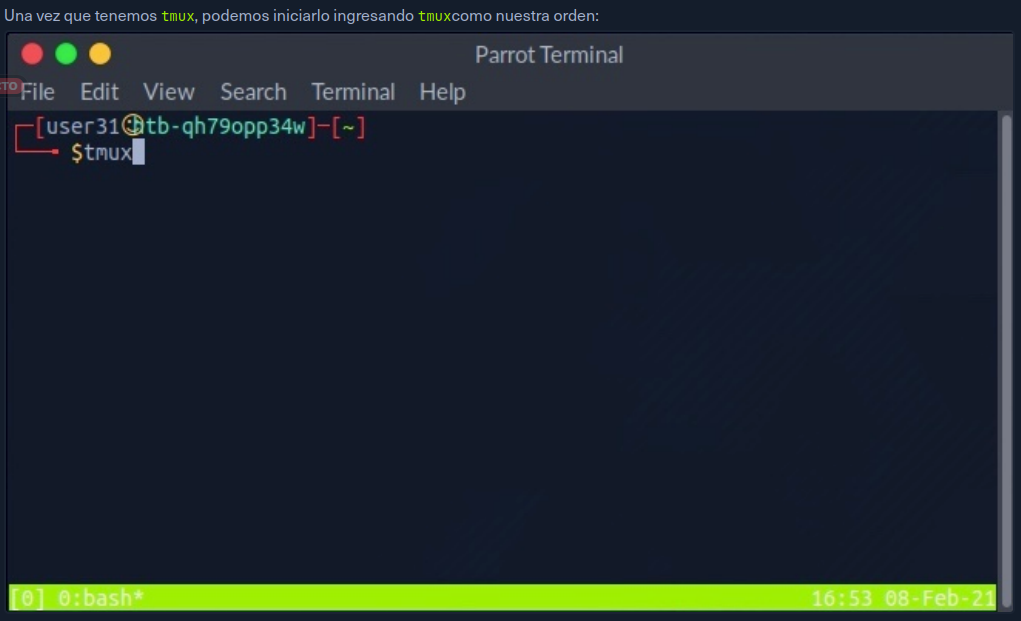 Una vez que tenemos tmux, podemos iniciarlo ingresando tmuxcomo nuestra orden:
Parrot Terminal
File Edit View Search Terminal Help
[user31@htb-qh79opp34w]─[~]
$tmux
[0] 0:bash* 16:53 08-Feb-21